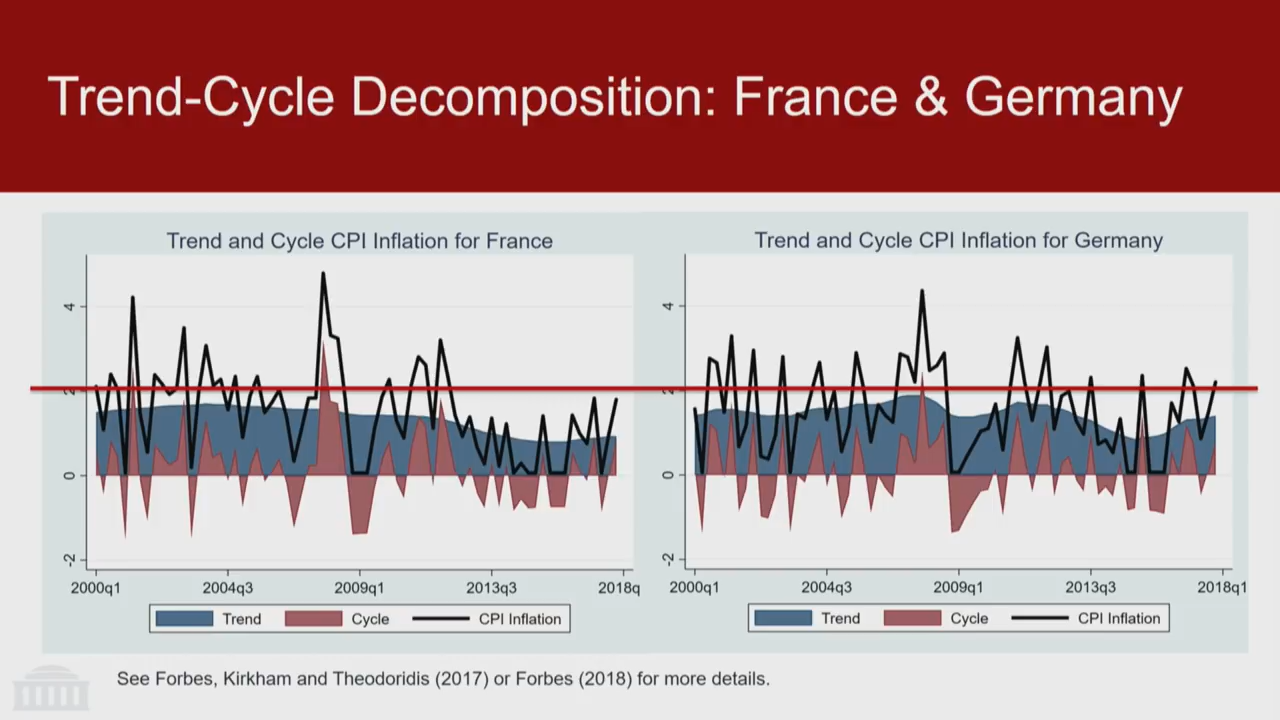 Trend-Cycle Decomposition: France & Germany
Trend and Cycle CPI Inflation for France
4
2
0
-2
2000q1 2004q3 2009q1 2013q3 2018q
Trend Cycle CPI Inflation
Trend and Cycle CPI Inflation for Germany
4
2
0
-2
2000q1 2004q3 2009q1 2013q3 2018q1
Trend Cycle CPI Inflation
See Forbes, Kirkham and Theodoridis (2017) or Forbes (2018) for more details.